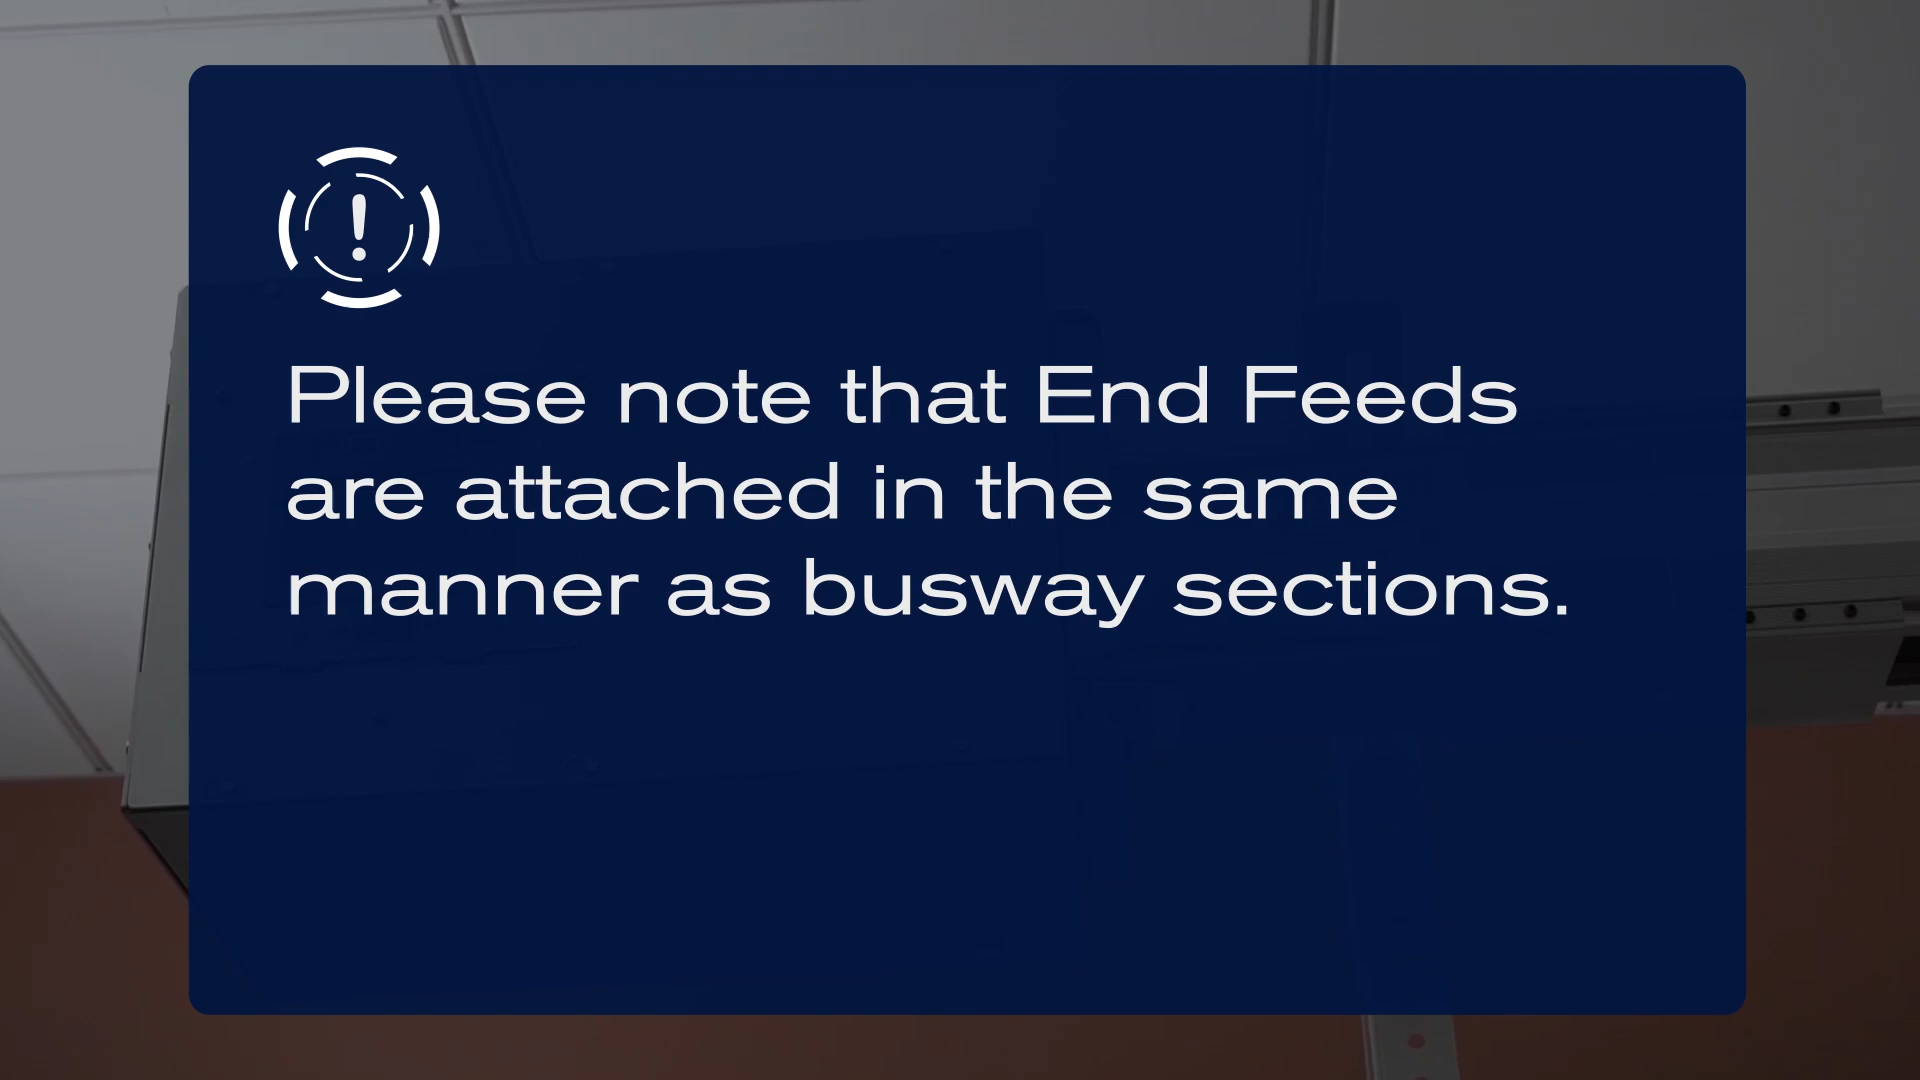 Please note that End Feeds
are attached in the same
manner as busway sections.